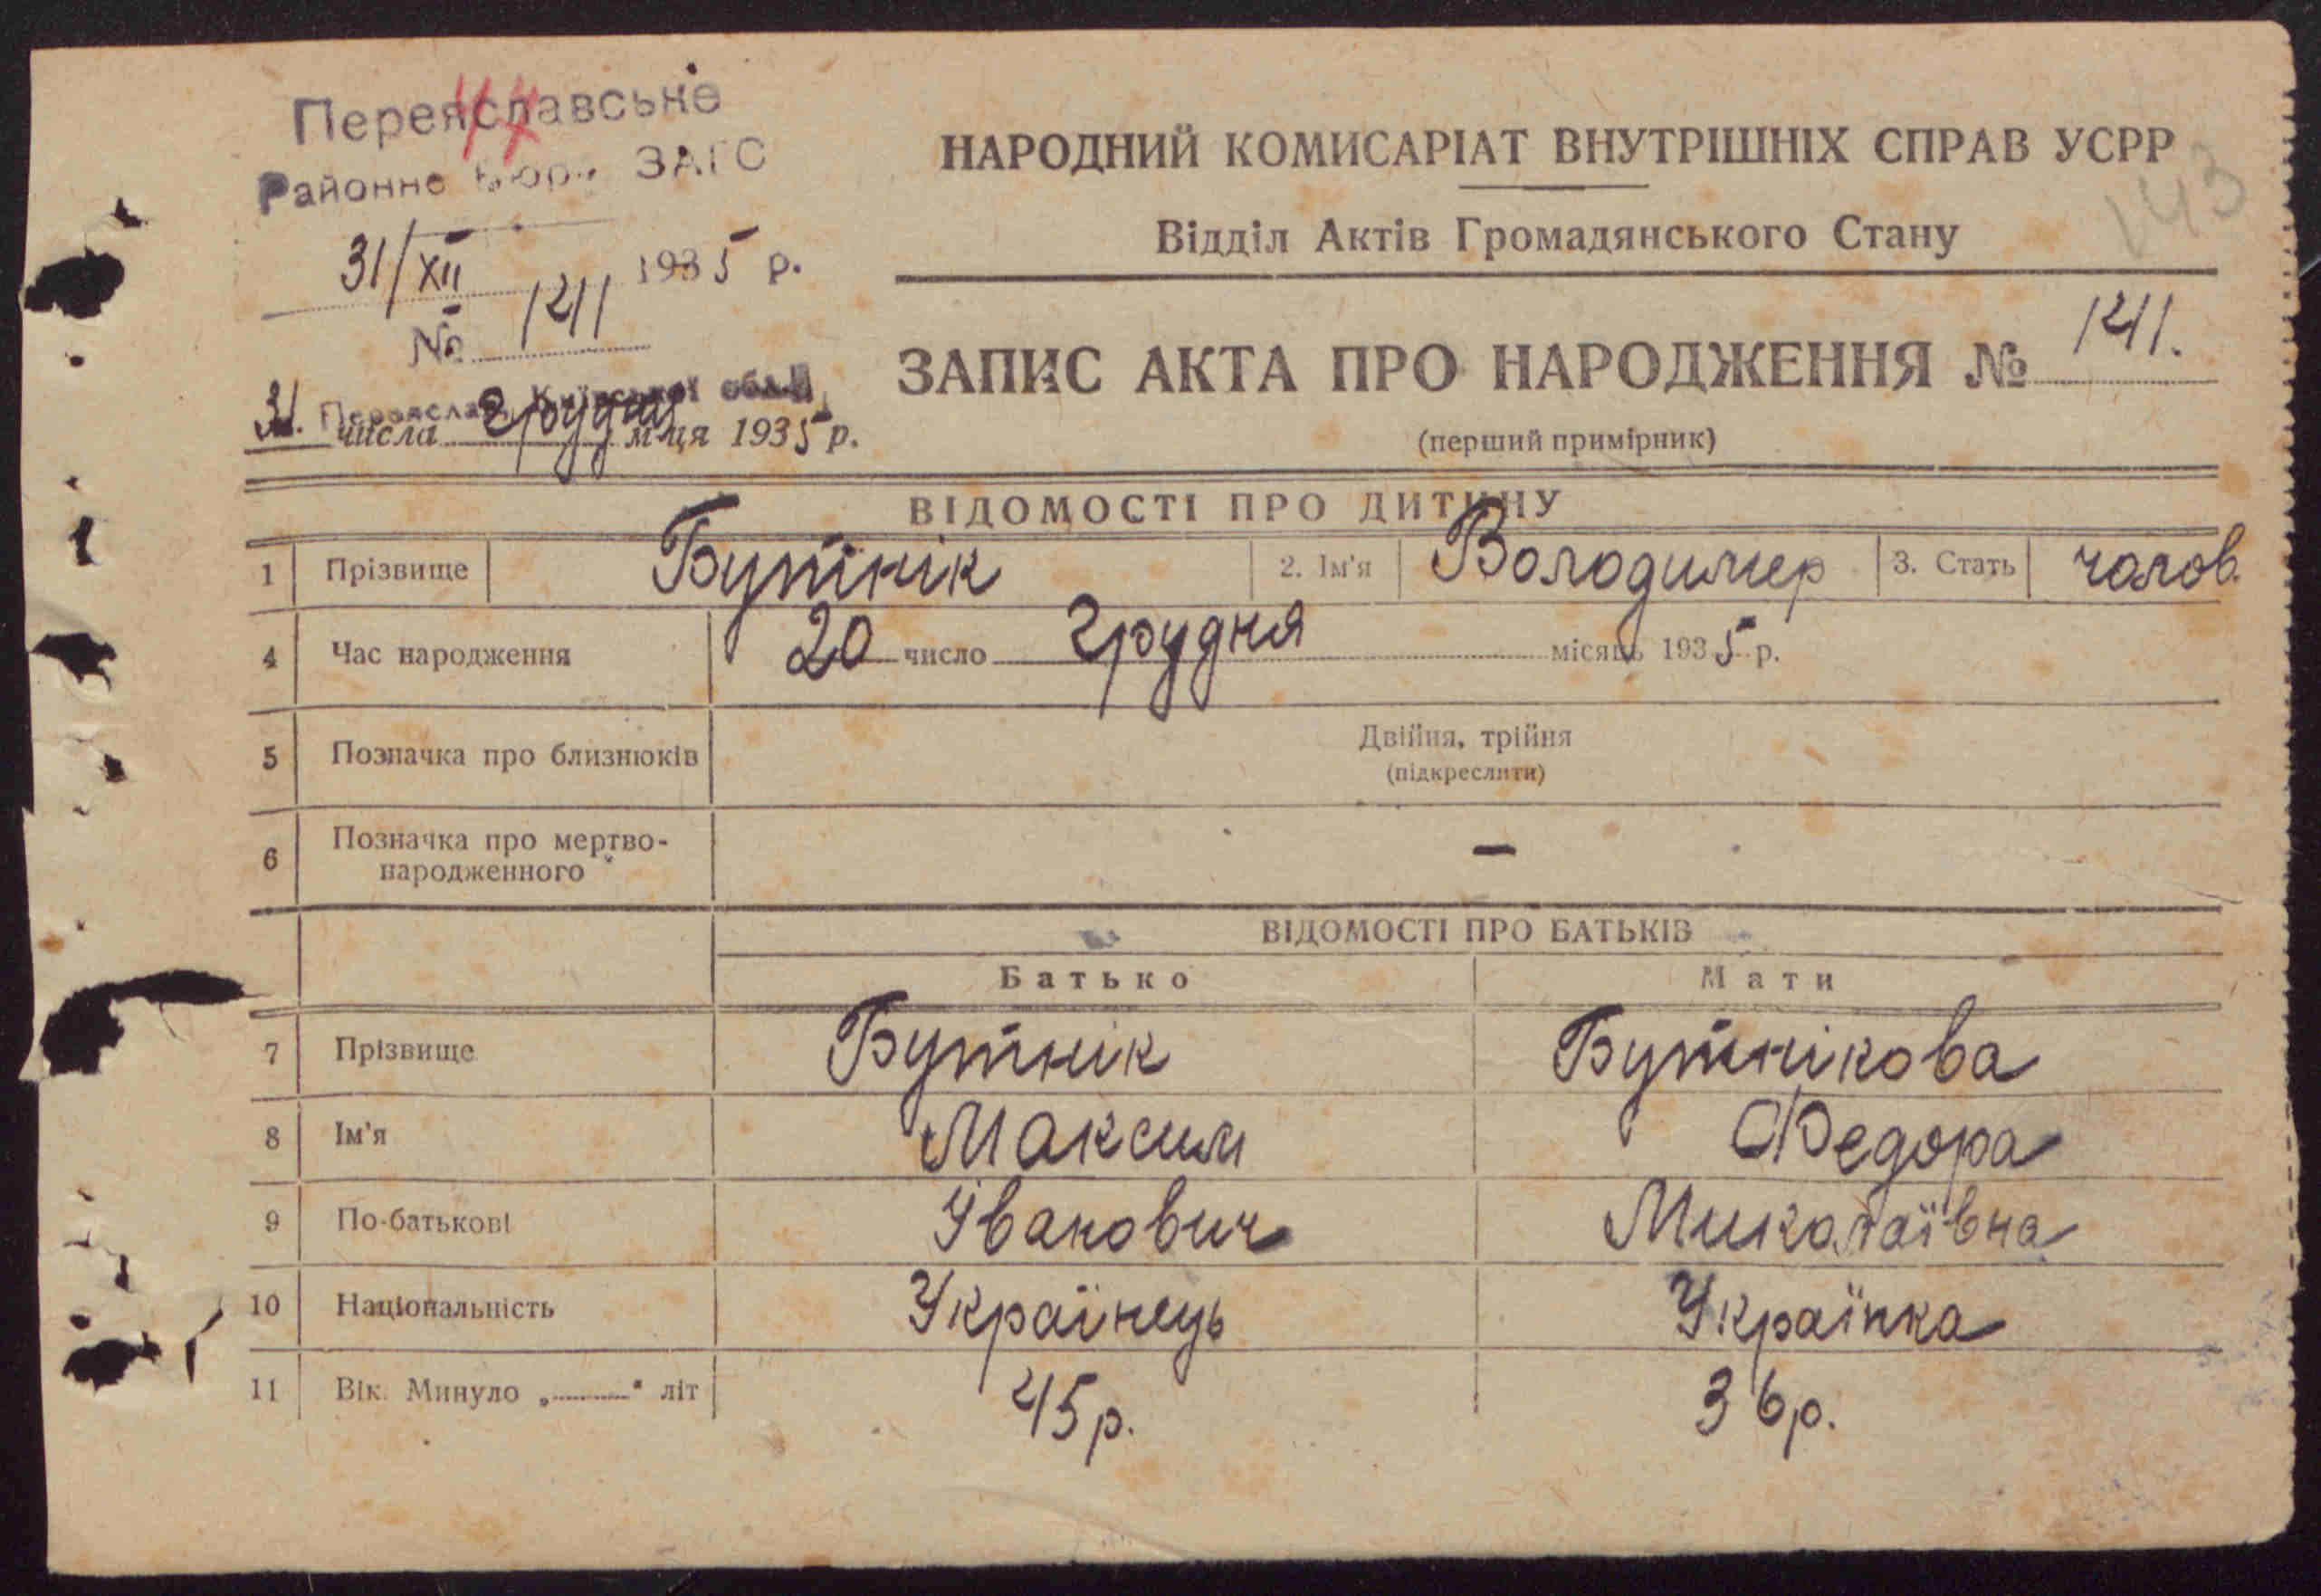 Переяславське
Районне Бюро ЗАГС
31/XII 1935 р.
№ 141
Переяслав, Київської обл.
31. числа грудня м-ця 1935 р.
44
НАРОДНИЙ КОМИСАРІАТ ВНУТРІШНІХ СПРАВ УСРР
143
Відділ Актів Громадянського Стану
ЗАПИС АКТА ПРО НАРОДЖЕННЯ № 141.
(перший примірник)
ВІДОМОСТІ ПРО ДИТИНУ
1 Прізвище Бутнік 2. Ім'я Володимер 3. Стать чолов.
4 Час народження 20 число грудня місяць 1935 р.
5 Позначка про близнюків Двійня, трійня
(підкреслити)
6 Позначка про мертво-
народженного —
ВІДОМОСТІ ПРО БАТЬКІВ
Батько Мати
7 Прізвище Бутнік Бутнікова
8 Ім'я Максим Федора
9 По-батькові Іванович Миколаївна
10 Національність Українець Українка
11 Вік. Минуло „......“ літ 45 р. 36 р.